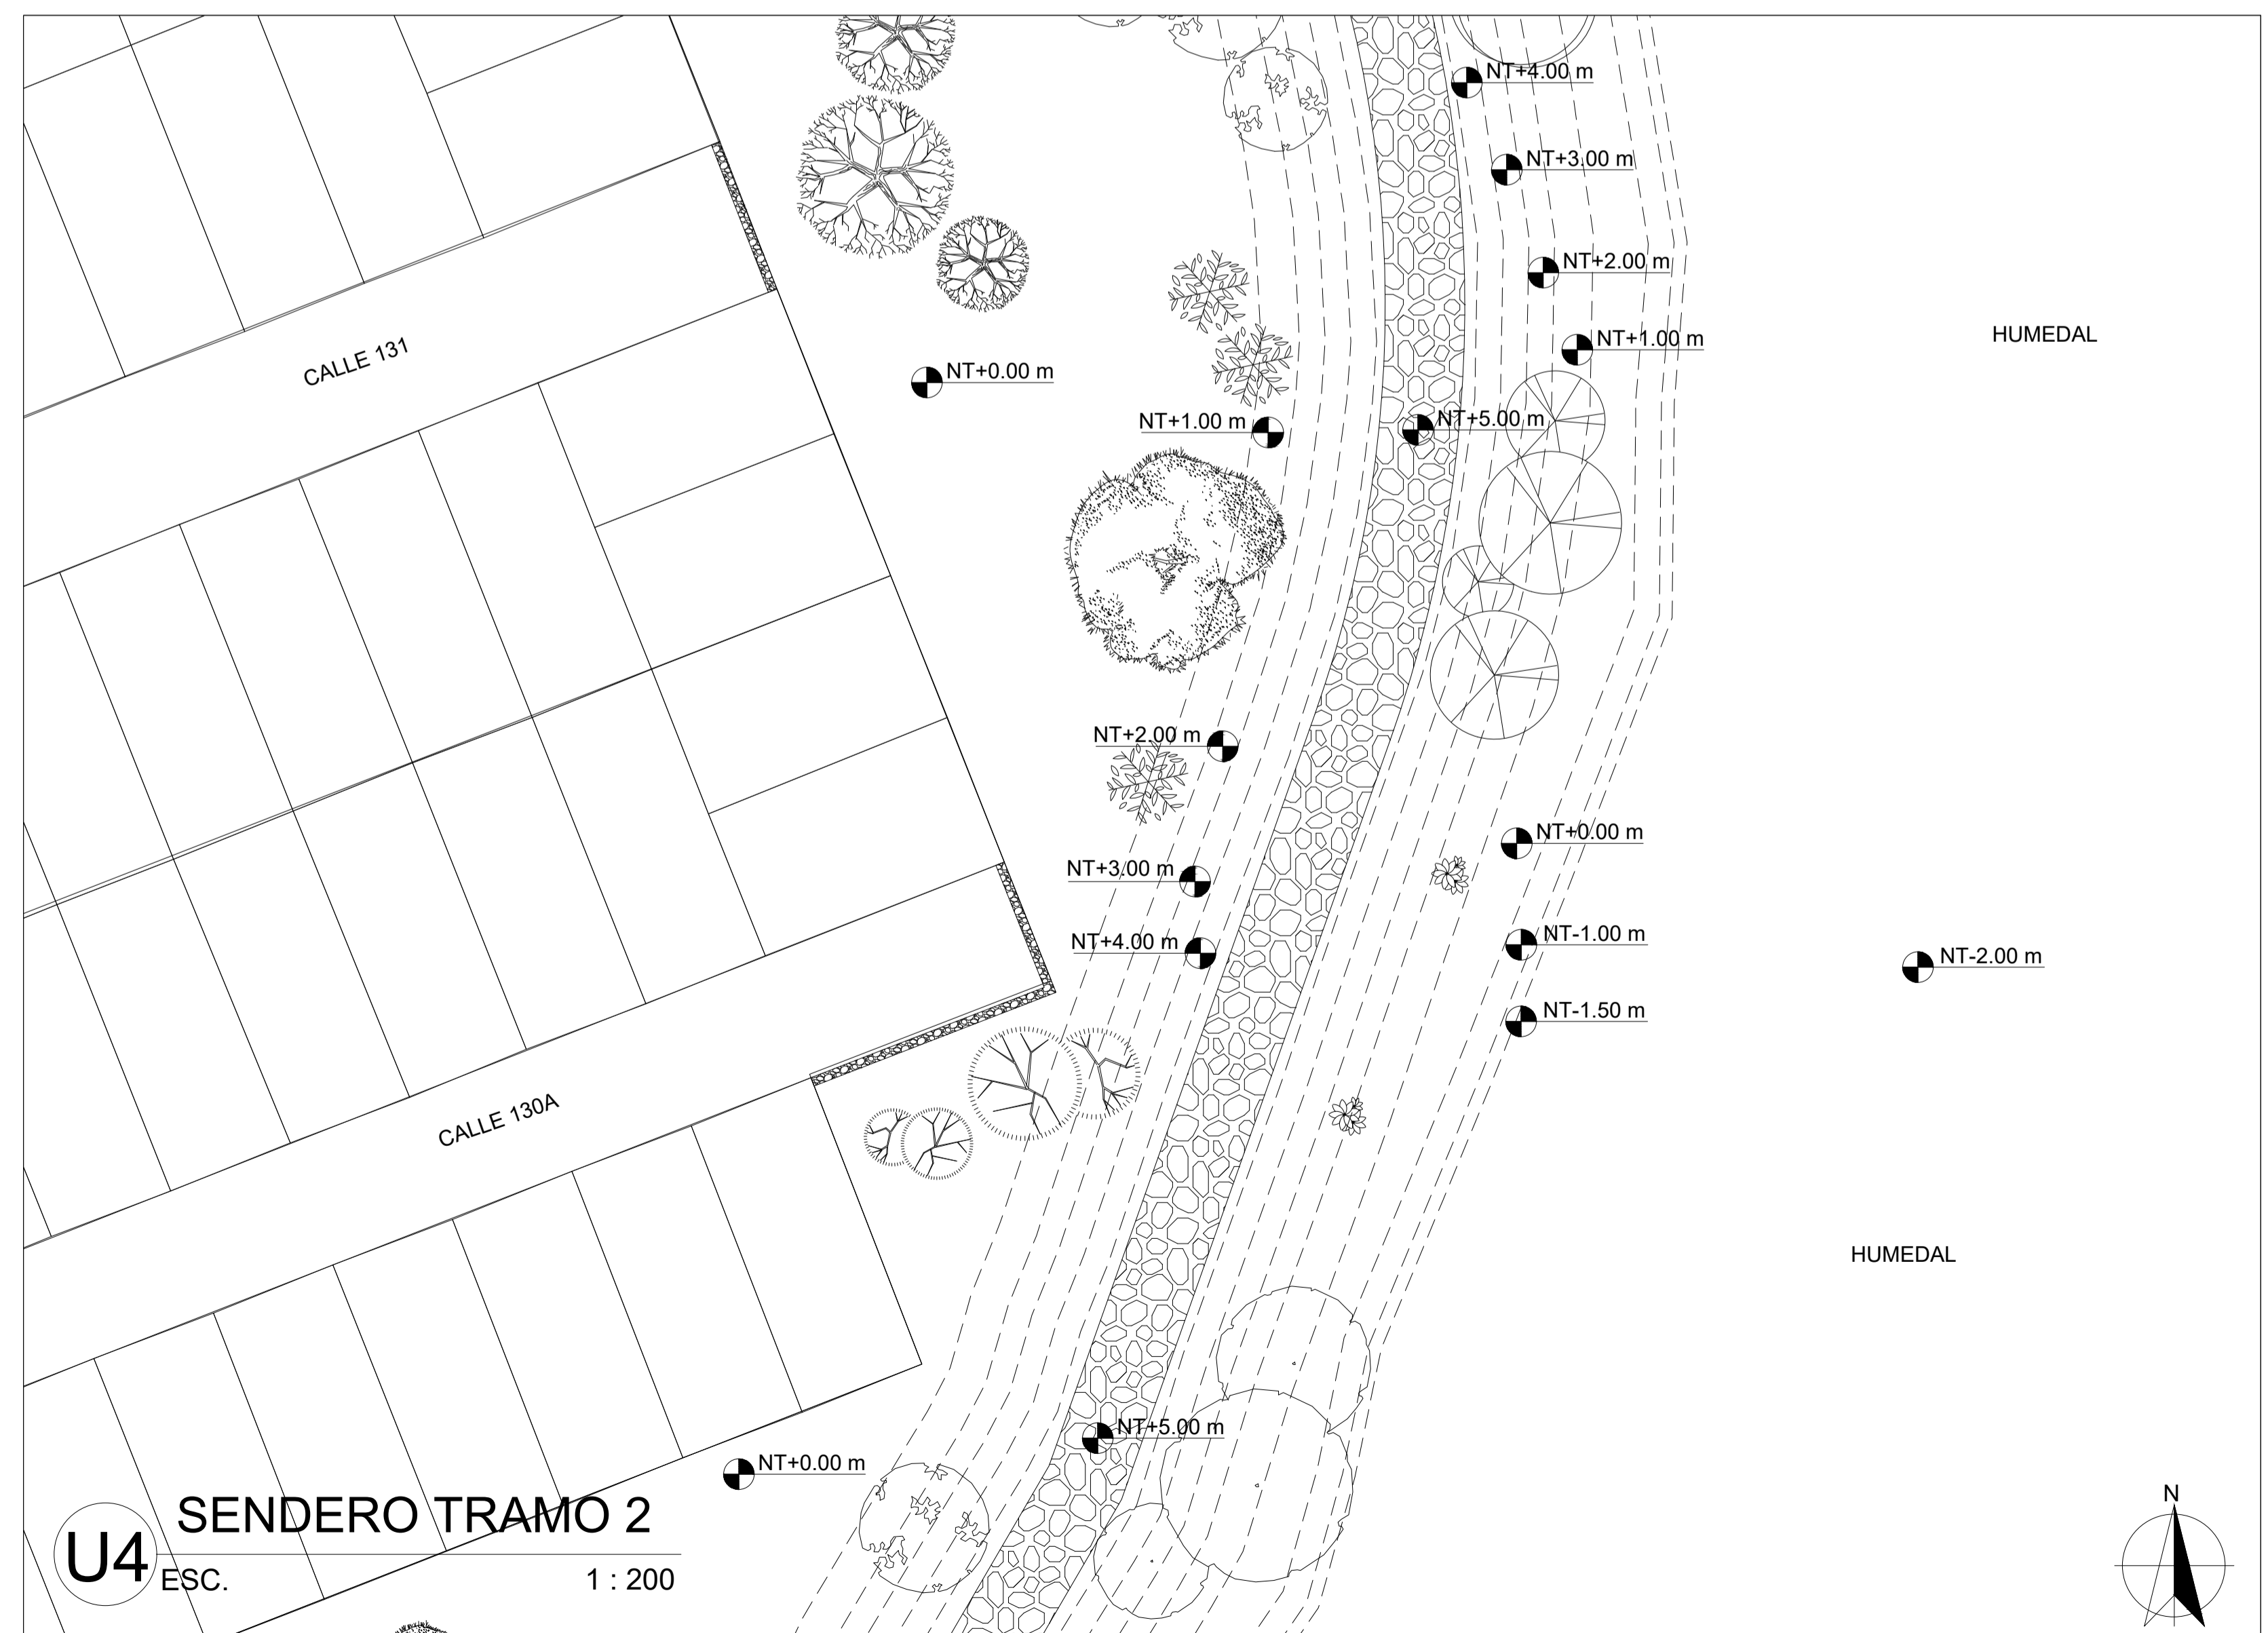 NT+4.00 m
NT+3.00 m
NT+2.00 m
HUMEDAL
NT+1.00 m
CALLE 131
NT+0.00 m
NT+1.00 m
NT+5.00 m
NT+2.00 m
NT+0.00 m
NT+3.00 m
NT+4.00 m
NT-1.00 m
NT-2.00 m
NT-1.50 m
CALLE 130A
HUMEDAL
NT+5.00 m
NT+0.00 m
N
SENDERO TRAMO 2
U4
ESC. 1 : 200